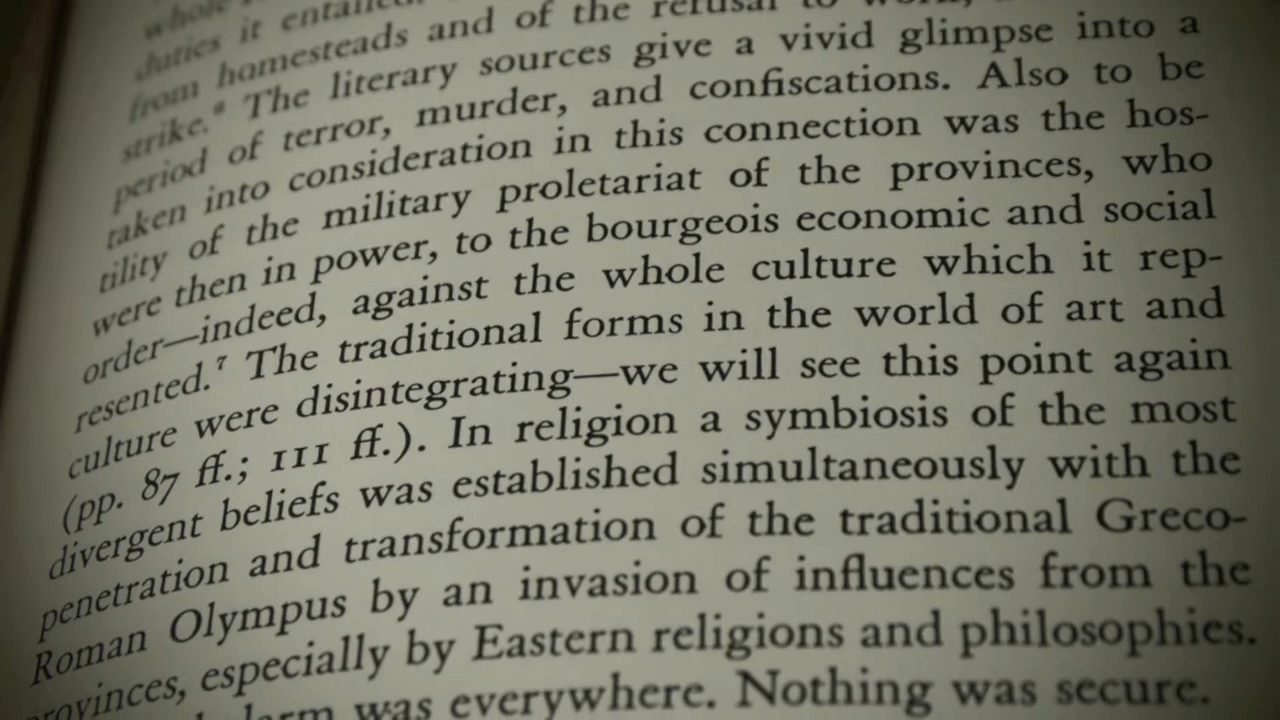 whole
duties it entailed
from homesteads and of the refusal to work,
strike.⁶ The literary sources give a vivid glimpse into a
period of terror, murder, and confiscations. Also to be
taken into consideration in this connection was the hos-
tility of the military proletariat of the provinces, who
were then in power, to the bourgeois economic and social
order—indeed, against the whole culture which it rep-
resented.⁷ The traditional forms in the world of art and
culture were disintegrating—we will see this point again
(pp. 87 ff.; 111 ff.). In religion a symbiosis of the most
divergent beliefs was established simultaneously with the
penetration and transformation of the traditional Greco-
Roman Olympus by an invasion of influences from the
rovinces, especially by Eastern religions and philosophies.
was everywhere. Nothing was secure.